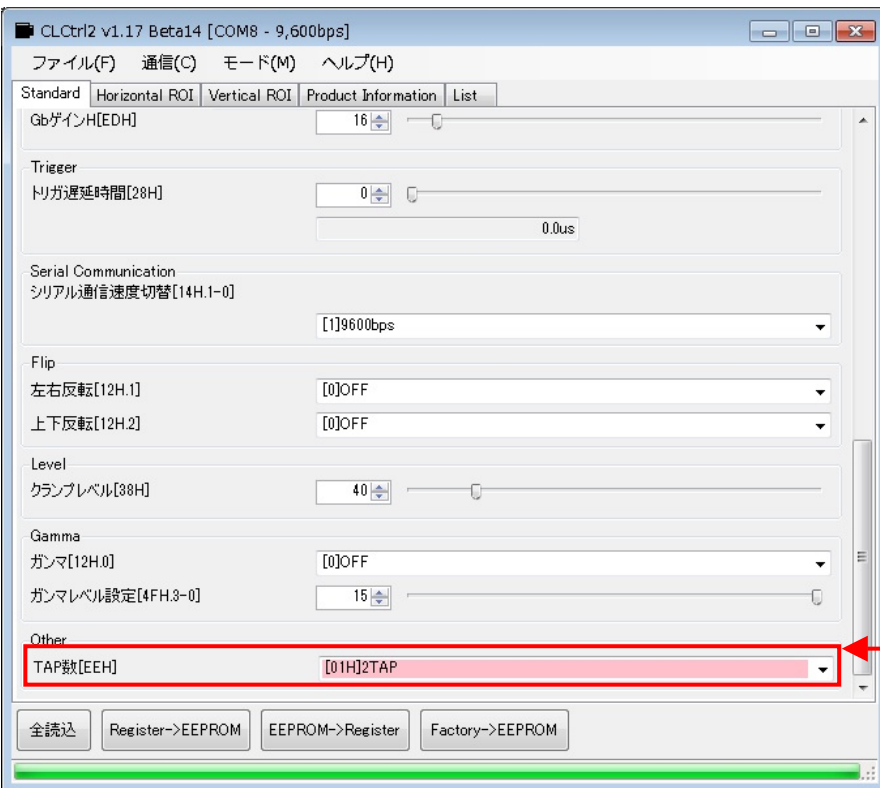 CLCtrl2 v1.17 Beta14 [COM8 - 9,600bps]
ファイル(F) 通信(C) モード(M) ヘルプ(H)
Standard Horizontal ROI Vertical ROI Product Information List
GbゲインH[EDH] 16
Trigger
トリガ遅延時間[28H] 0
0.0us
Serial Communication
シリアル通信速度切替[14H.1-0]
[1]9600bps
Flip
左右反転[12H.1] [0]OFF
上下反転[12H.2] [0]OFF
Level
クランプレベル[38H] 40
Gamma
ガンマ[12H.0] [0]OFF
ガンマレベル設定[4FH.3-0] 15
Other
TAP数[EEH] [01H]2TAP
全読込 Register->EEPROM EEPROM->Register Factory->EEPROM